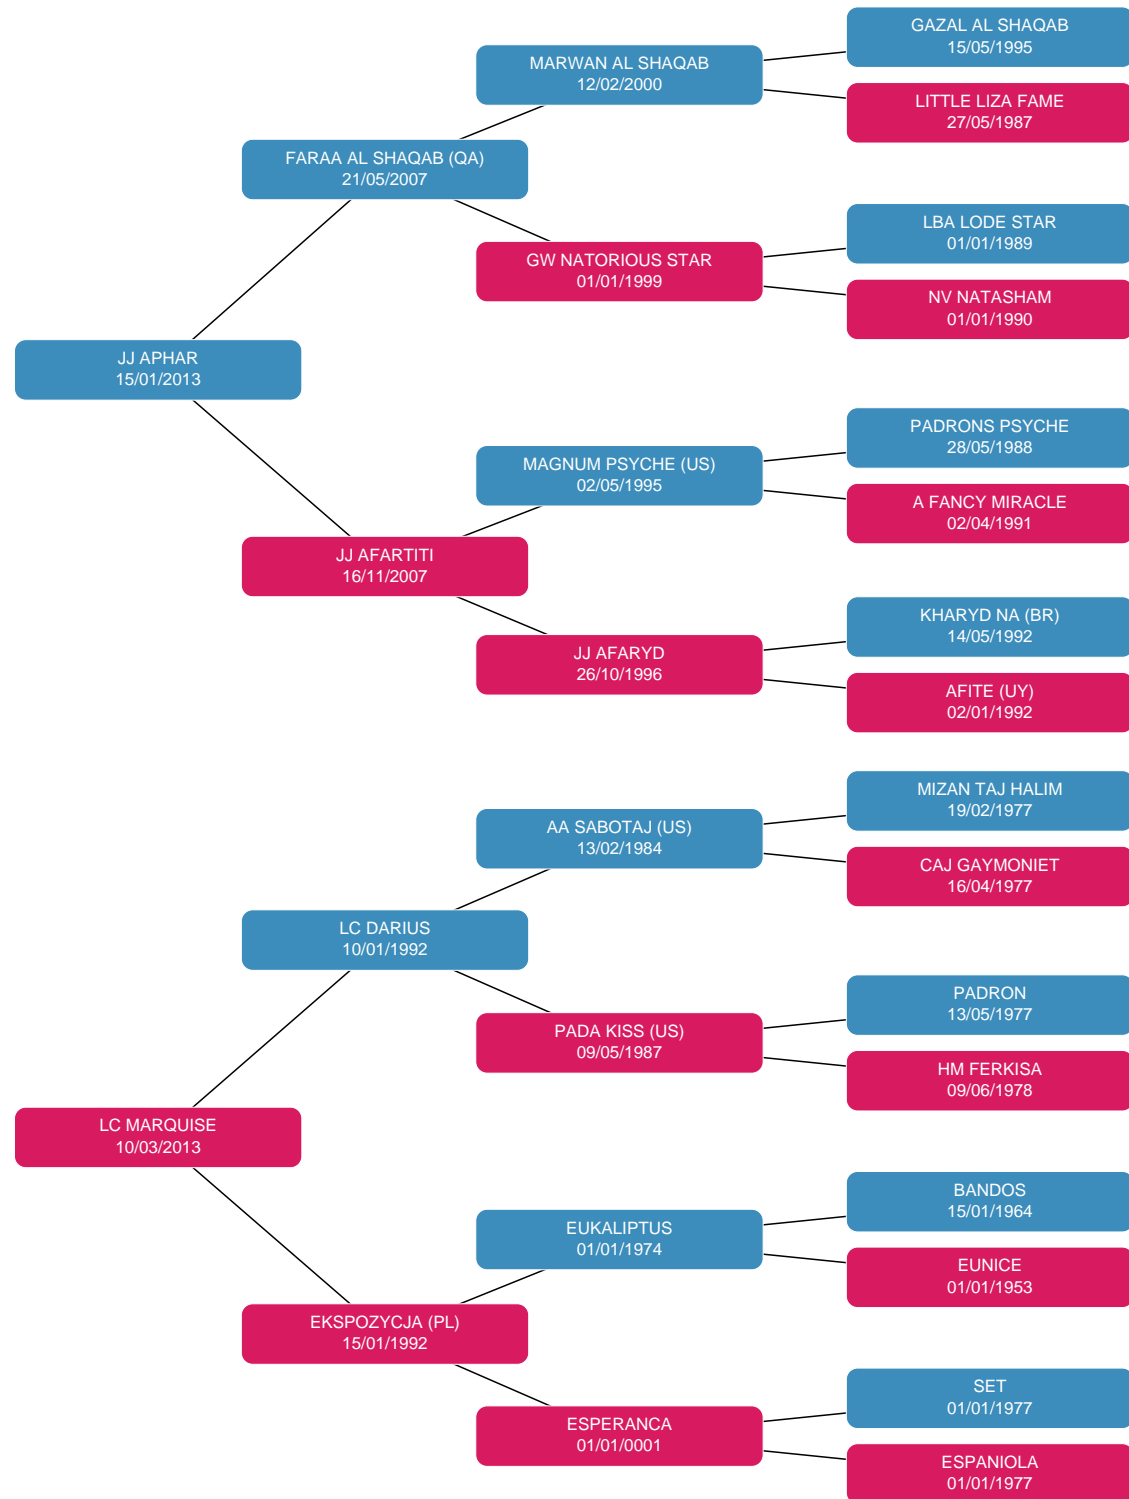 GAZAL AL SHAQAB
15/05/1995
MARWAN AL SHAQAB
12/02/2000
LITTLE LIZA FAME
27/05/1987
FARAA AL SHAQAB (QA)
21/05/2007
LBA LODE STAR
01/01/1989
GW NATORIOUS STAR
01/01/1999
NV NATASHAM
01/01/1990
JJ APHAR
15/01/2013
PADRONS PSYCHE
28/05/1988
MAGNUM PSYCHE (US)
02/05/1995
A FANCY MIRACLE
02/04/1991
JJ AFARTITI
16/11/2007
KHARYD NA (BR)
14/05/1992
JJ AFARYD
26/10/1996
AFITE (UY)
02/01/1992
MIZAN TAJ HALIM
19/02/1977
AA SABOTAJ (US)
13/02/1984
CAJ GAYMONIET
16/04/1977
LC DARIUS
10/01/1992
PADRON
13/05/1977
PADA KISS (US)
09/05/1987
HM FERKISA
09/06/1978
LC MARQUISE
10/03/2013
BANDOS
15/01/1964
EUKALIPTUS
01/01/1974
EUNICE
01/01/1953
EKSPOZYCJA (PL)
15/01/1992
SET
01/01/1977
ESPERANCA
01/01/0001
ESPANIOLA
01/01/1977